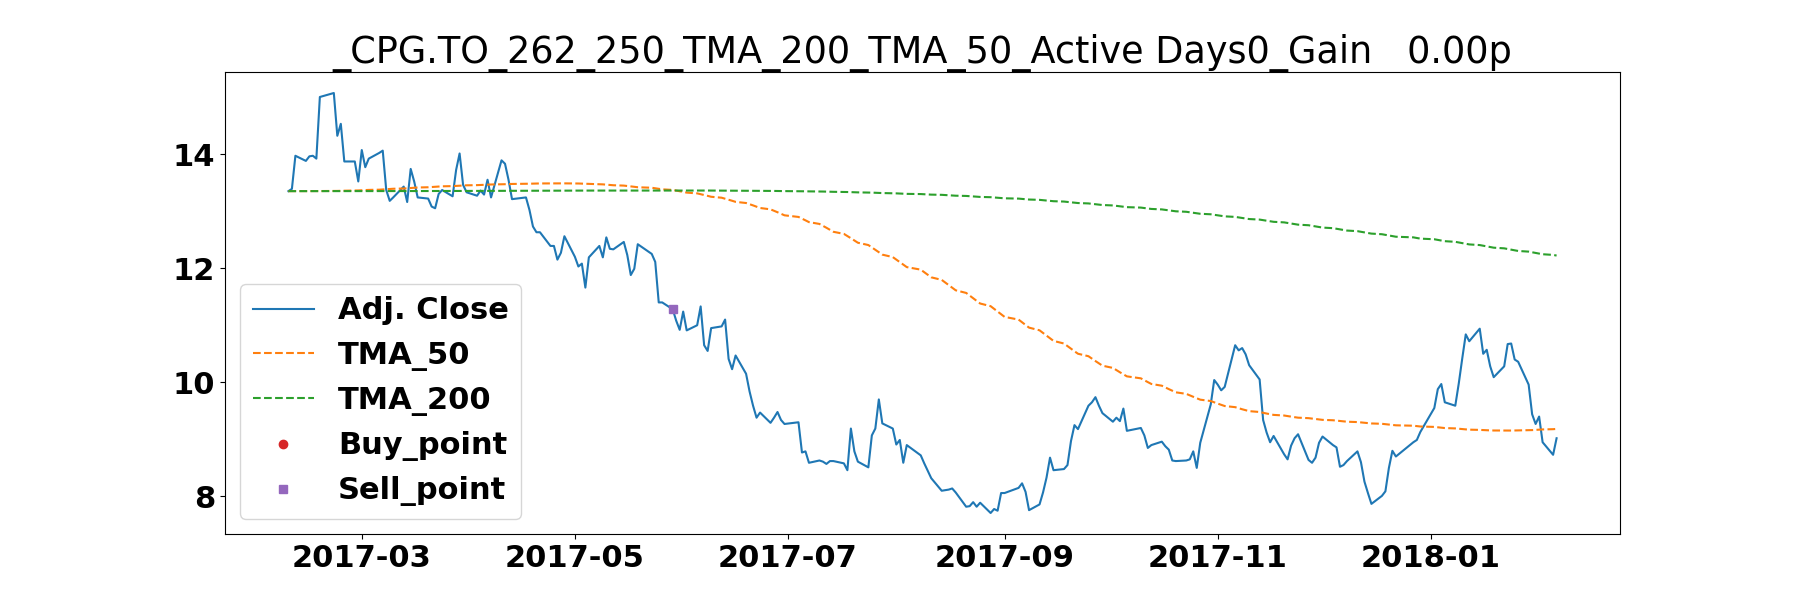 _CPG.TO_262_250_TMA_200_TMA_50_Active Days0_Gain   0.00p
14
12
10
8
Adj. Close
TMA_50
TMA_200
Buy_point
Sell_point
2017-03 2017-05 2017-07 2017-09 2017-11 2018-01